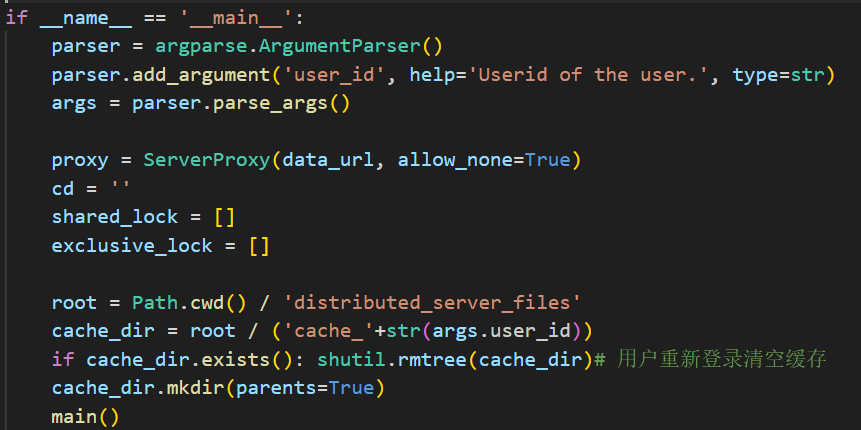 if __name__ == '__main__':
    parser = argparse.ArgumentParser()
    parser.add_argument('user_id', help='Userid of the user.', type=str)
    args = parser.parse_args()

    proxy = ServerProxy(data_url, allow_none=True)
    cd = ''
    shared_lock = []
    exclusive_lock = []

    root = Path.cwd() / 'distributed_server_files'
    cache_dir = root / ('cache_'+str(args.user_id))
    if cache_dir.exists(): shutil.rmtree(cache_dir)# 用户重新登录清空缓存
    cache_dir.mkdir(parents=True)
    main()